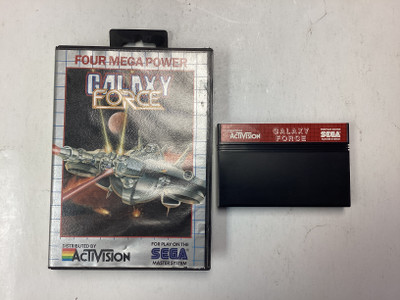 FOUR MEGA POWER
GALAXY
FORCE
DISTRIBUTED BY
ACTIVISION
FOR PLAY ON THE
SEGA
MASTER SYSTEM
ACTIVISION
GALAXY
FORCE
SEGA